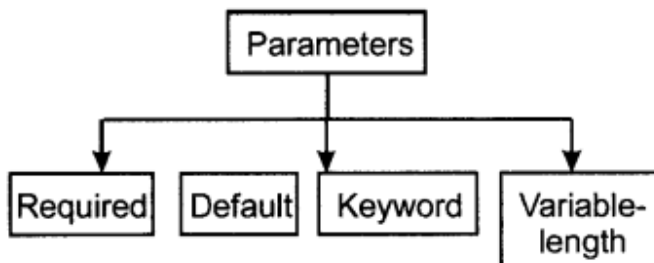 Parameters
Required
Default
Keyword
Variable-
length